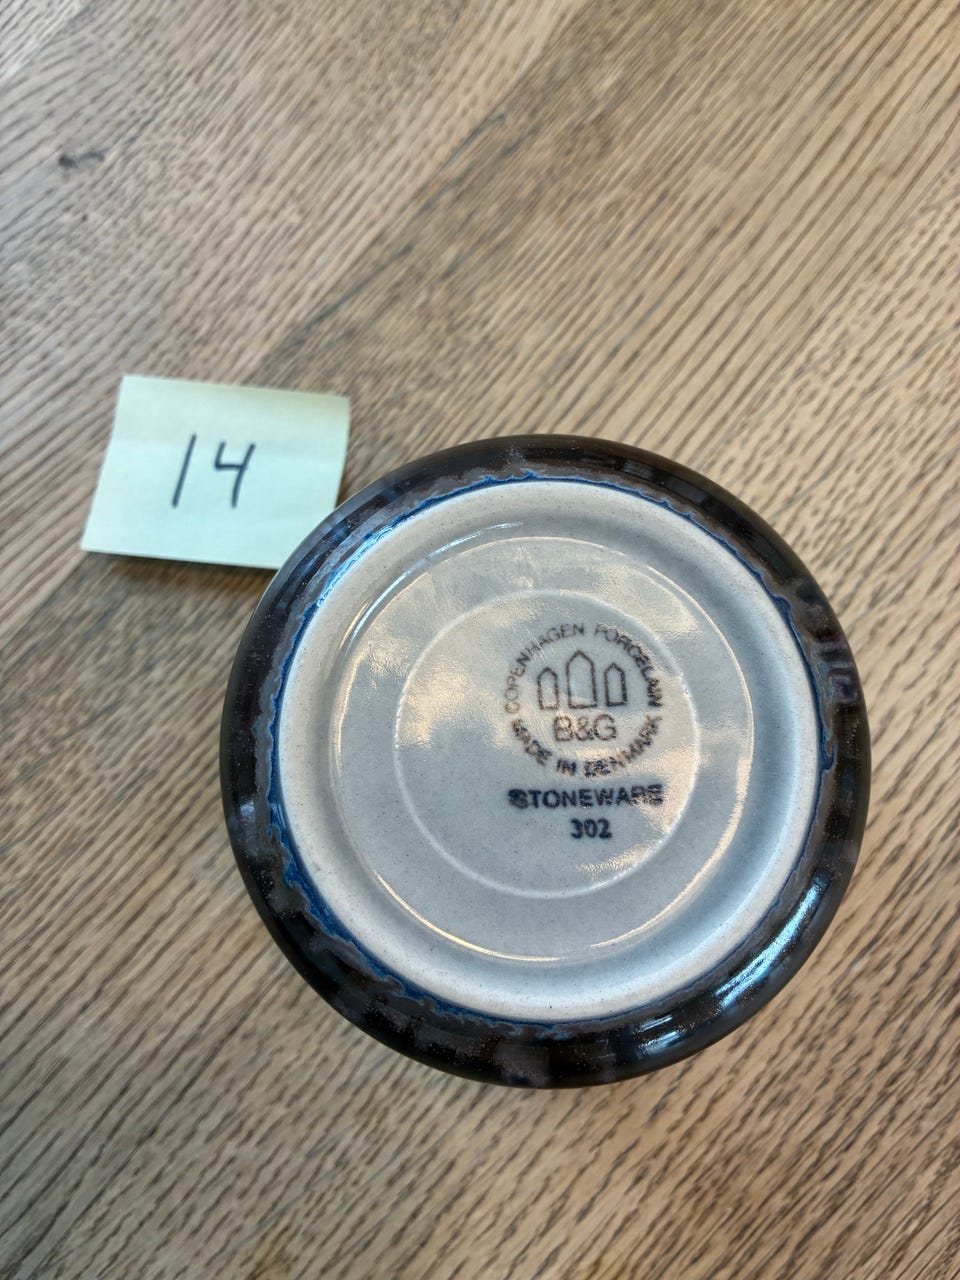 14
COPENHAGEN PORCELAIN
B&G
MADE IN DENMARK
STONEWARE
302